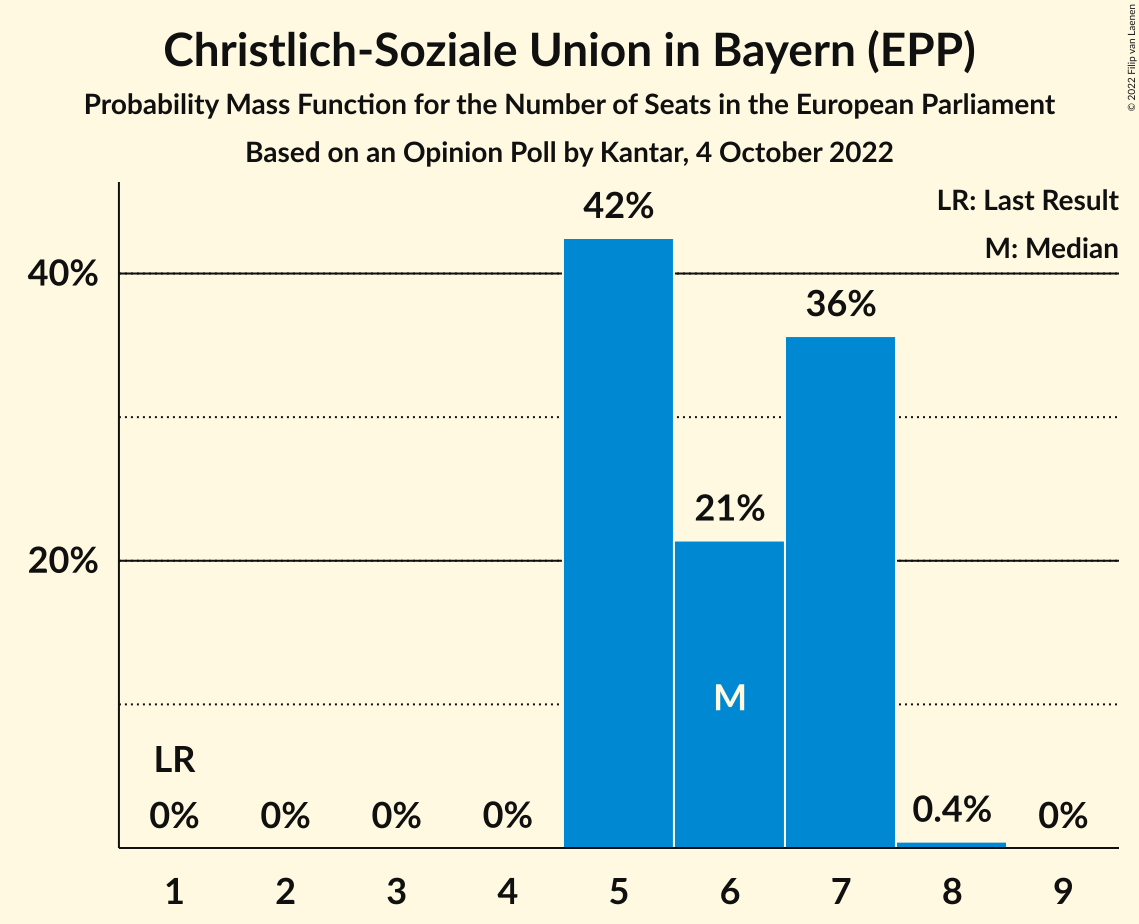 Christlich-Soziale Union in Bayern (EPP)
Probability Mass Function for the Number of Seats in the European Parliament
Based on an Opinion Poll by Kantar, 4 October 2022
© 2022 Filip van Laenen
LR: Last Result
M: Median
42%
40%
36%
21%
20%
M
LR
0% 0% 0% 0% 0.4% 0%
1 2 3 4 5 6 7 8 9